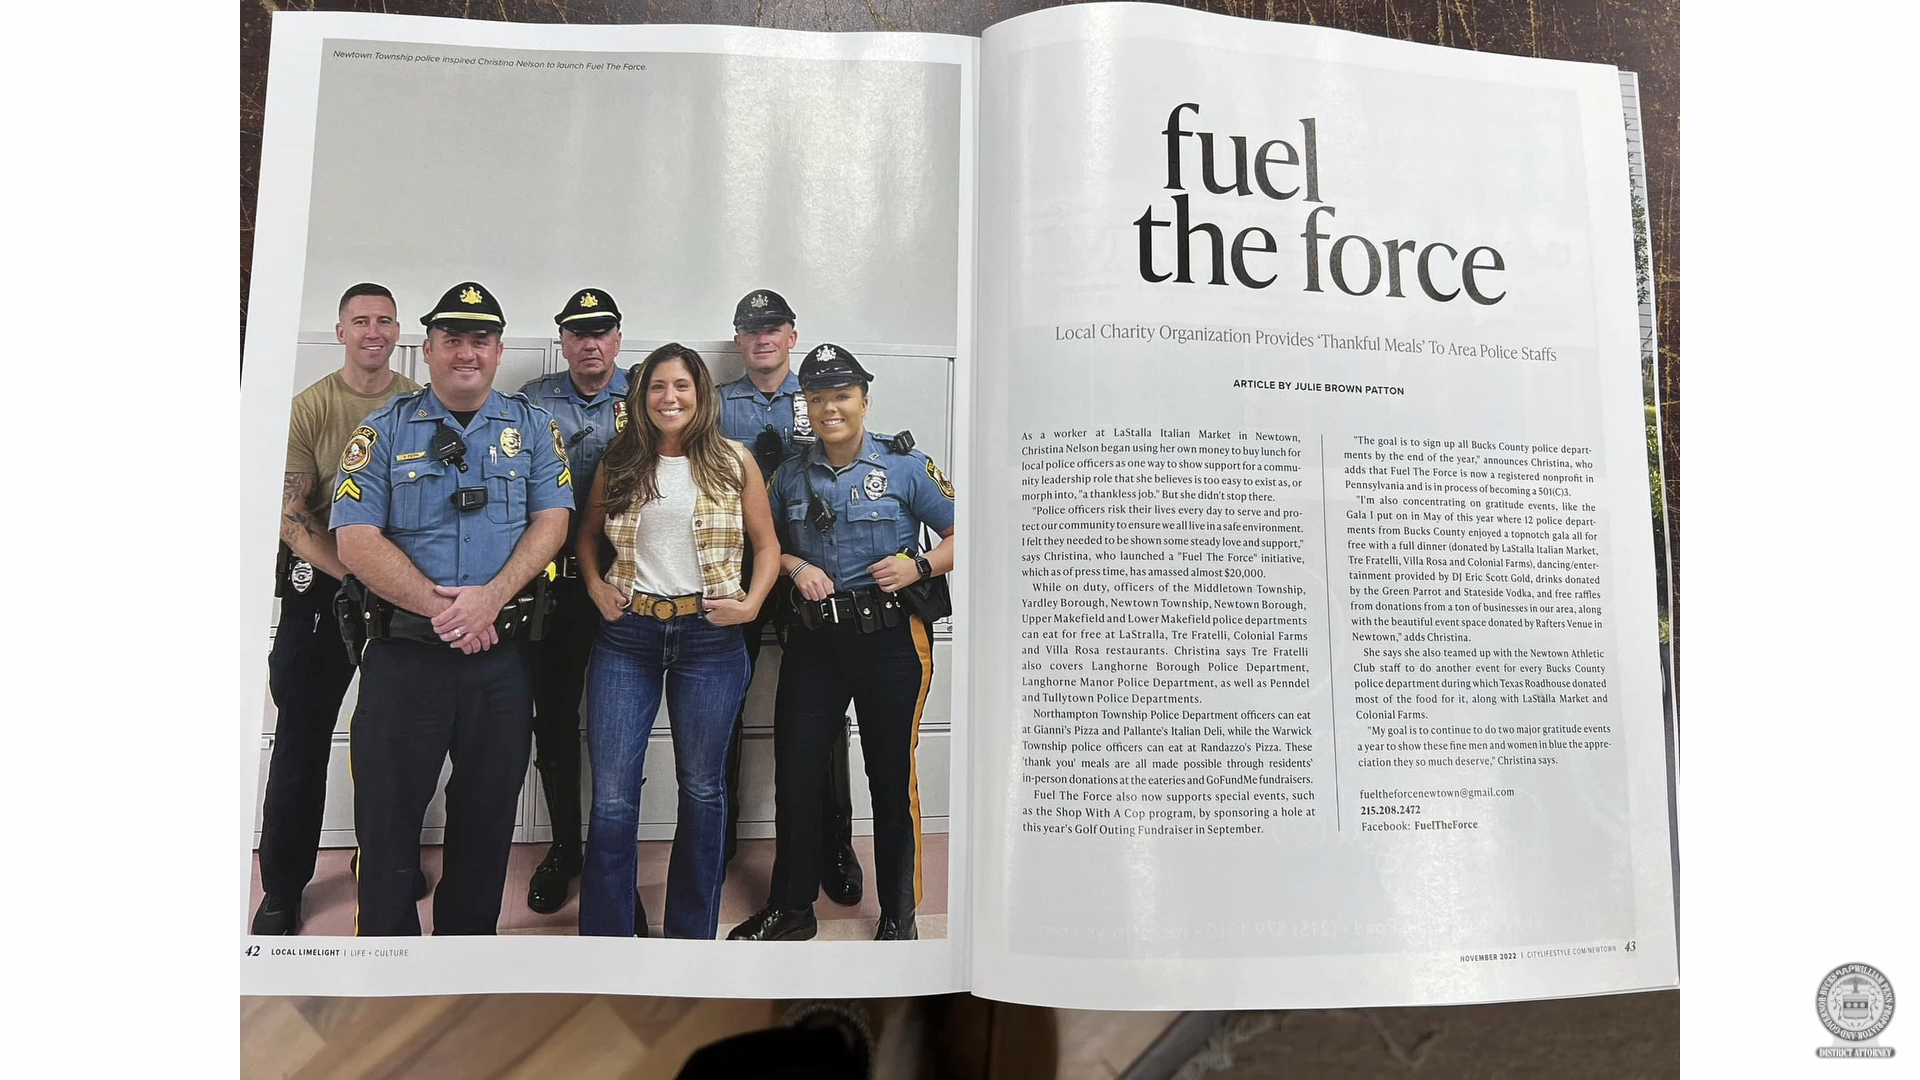 Newtown Township police inspired Christina Nelson to launch Fuel The Force.
42 LOCAL LIMELIGHT | LIFE + CULTURE
fuel
the force
Local Charity Organization Provides 'Thankful Meals' To Area Police Staffs
ARTICLE BY JULIE BROWN PATTON
As a worker at LaStalla Italian Market in Newtown,
Christina Nelson began using her own money to buy lunch for
local police officers as one way to show support for a commu-
nity leadership role that she believes is too easy to exist as, or
morph into, "a thankless job." But she didn't stop there.
"Police officers risk their lives every day to serve and pro-
tect our community to ensure we all live in a safe environment.
I felt they needed to be shown some steady love and support,"
says Christina, who launched a "Fuel The Force" initiative,
which as of press time, has amassed almost $20,000.
While on duty, officers of the Middletown Township,
Yardley Borough, Newtown Township, Newtown Borough,
Upper Makefield and Lower Makefield police departments
can eat for free at LaStralla, Tre Fratelli, Colonial Farms
and Villa Rosa restaurants. Christina says Tre Fratelli
also covers Langhorne Borough Police Department,
Langhorne Manor Police Department, as well as Penndel
and Tullytown Police Departments.
Northampton Township Police Department officers can eat
at Gianni's Pizza and Pallante's Italian Deli, while the Warwick
Township police officers can eat at Randazzo's Pizza. These
'thank you' meals are all made possible through residents'
in-person donations at the eateries and GoFundMe fundraisers.
Fuel The Force also now supports special events, such
as the Shop With A Cop program, by sponsoring a hole at
this year's Golf Outing Fundraiser in September.
"The goal is to sign up all Bucks County police depart-
ments by the end of the year," announces Christina, who
adds that Fuel The Force is now a registered nonprofit in
Pennsylvania and is in process of becoming a 501(C)3.
"I'm also concentrating on gratitude events, like the
Gala I put on in May of this year where 12 police depart-
ments from Bucks County enjoyed a topnotch gala all for
free with a full dinner (donated by LaStalla Italian Market,
Tre Fratelli, Villa Rosa and Colonial Farms), dancing/enter-
tainment provided by DJ Eric Scott Gold, drinks donated
by the Green Parrot and Stateside Vodka, and free raffles
from donations from a ton of businesses in our area, along
with the beautiful event space donated by Rafters Venue in
Newtown," adds Christina.
She says she also teamed up with the Newtown Athletic
Club staff to do another event for every Bucks County
police department during which Texas Roadhouse donated
most of the food for it, along with LaStalla Market and
Colonial Farms.
"My goal is to continue to do two major gratitude events
a year to show these fine men and women in blue the appre-
ciation they so much deserve," Christina says.
fueltheforcenewtown@gmail.com
215.208.2472
Facebook: FuelTheForce
NOVEMBER 2022 | CITYLIFESTYLE.COM/NEWTOWN 43
DISTRICT ATTORNEY